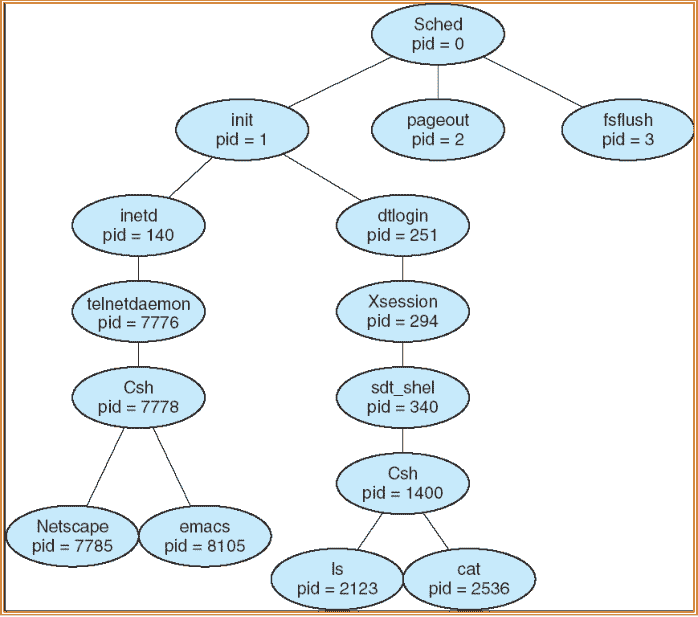 Sched
pid = 0
init
pid = 1
pageout
pid = 2
fsflush
pid = 3
inetd
pid = 140
dtlogin
pid = 251
telnetdaemon
pid = 7776
Xsession
pid = 294
Csh
pid = 7778
sdt_shel
pid = 340
Csh
pid = 1400
Netscape
pid = 7785
emacs
pid = 8105
ls
pid = 2123
cat
pid = 2536